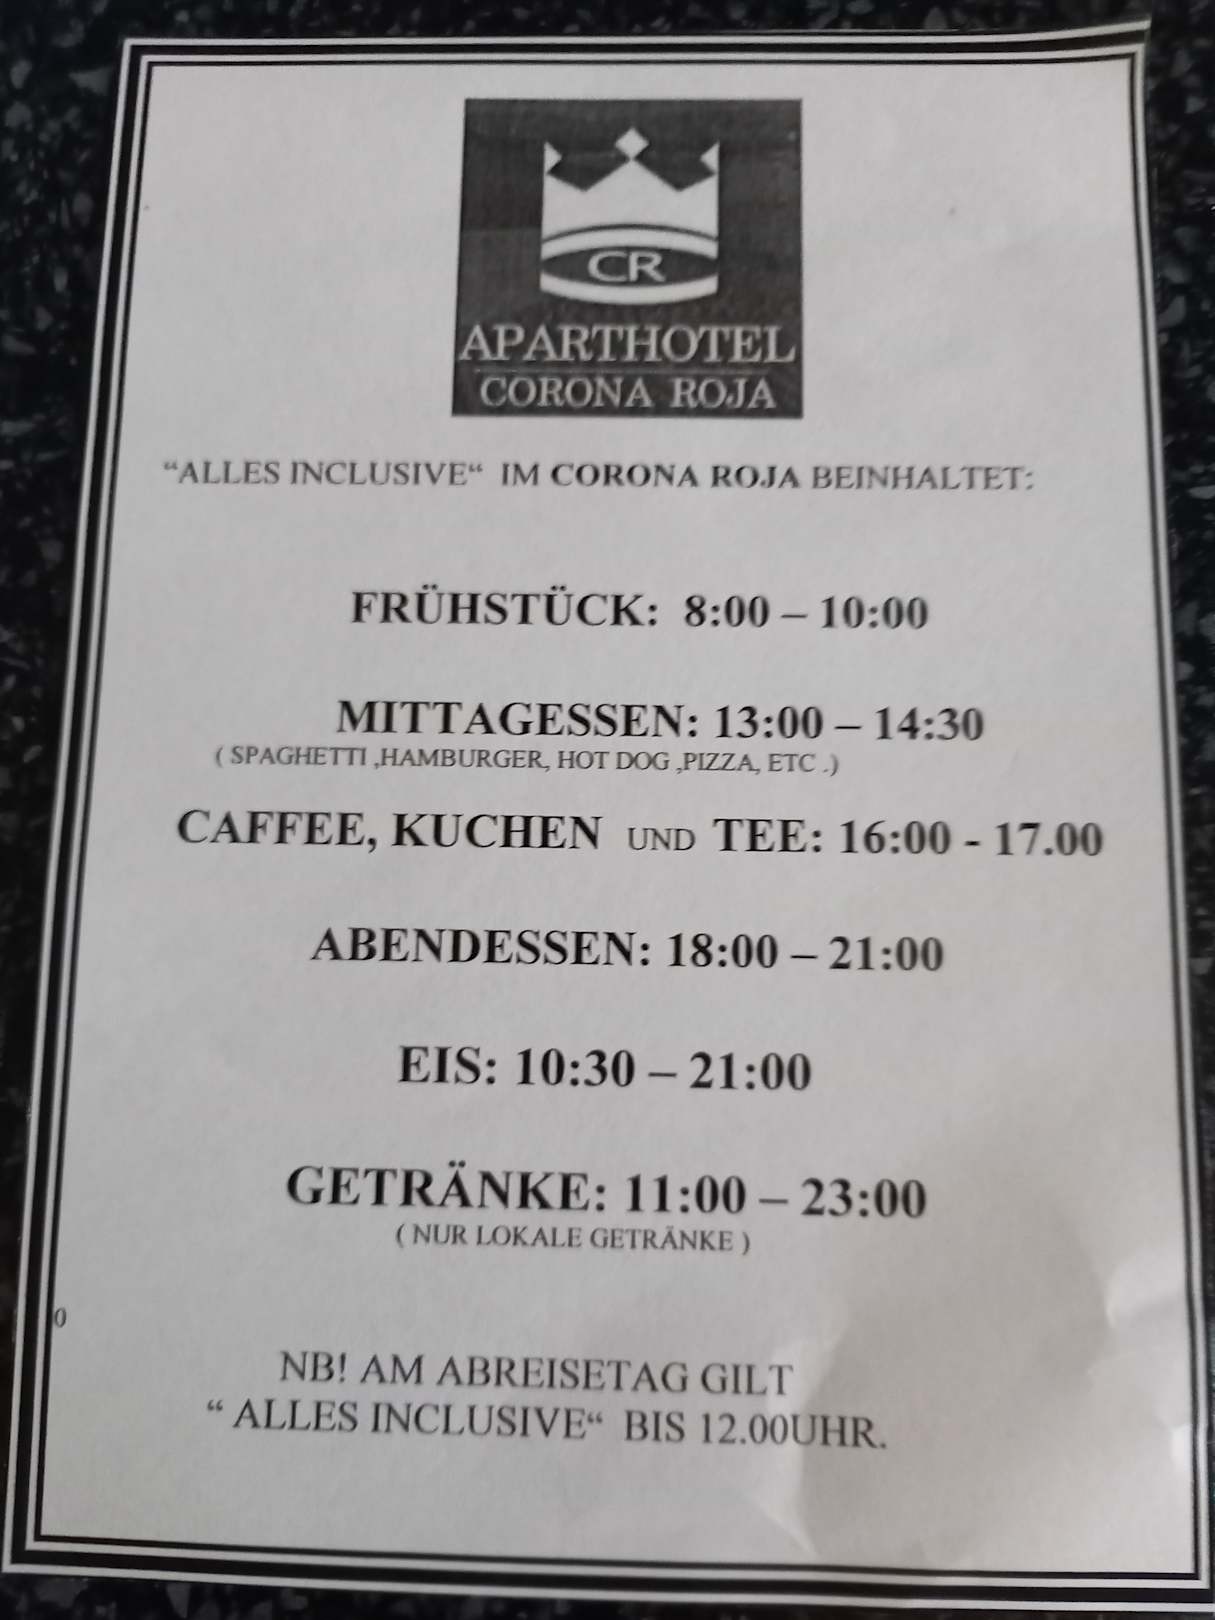 CR
APARTHOTEL
CORONA ROJA
“ALLES INCLUSIVE“ IM CORONA ROJA BEINHALTET:
FRÜHSTÜCK: 8:00 – 10:00
MITTAGESSEN: 13:00 – 14:30
( SPAGHETTI ,HAMBURGER, HOT DOG ,PIZZA, ETC .)
CAFFEE, KUCHEN UND TEE: 16:00 - 17.00
ABENDESSEN: 18:00 – 21:00
EIS: 10:30 – 21:00
GETRÄNKE: 11:00 – 23:00
( NUR LOKALE GETRÄNKE )
0
NB! AM ABREISETAG GILT
“ ALLES INCLUSIVE“ BIS 12.00UHR.